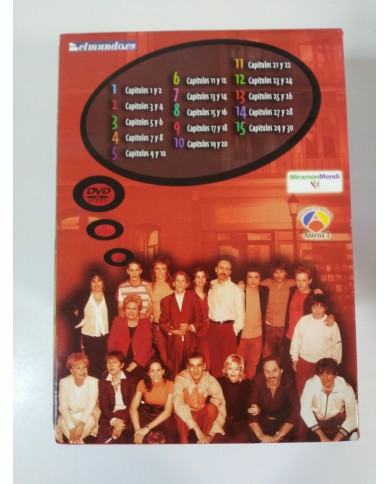 elmundo.es
1 Capítulos 1 y 2
2 Capítulos 3 y 4
3 Capítulos 5 y 6
4 Capítulos 7 y 8
5 Capítulos 9 y 10
6 Capítulos 11 y 12
7 Capítulos 13 y 14
8 Capítulos 15 y 16
9 Capítulos 17 y 18
10 Capítulos 19 y 20
11 Capítulos 21 y 22
12 Capítulos 23 y 24
13 Capítulos 25 y 26
14 Capítulos 27 y 28
15 Capítulos 29 y 30
DVD
VIDEO
MiramónMendi
Antena 3